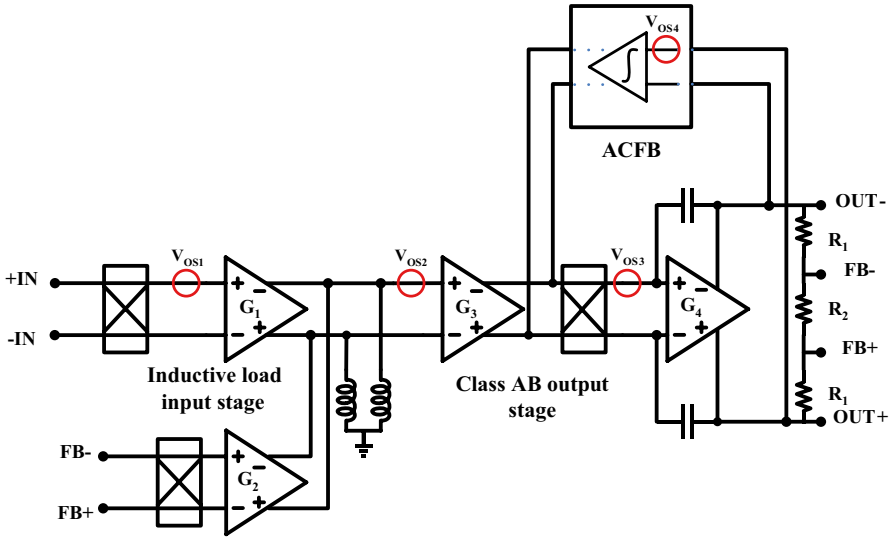 V_OS4
∫
ACFB
OUT-
R_1
FB-
R_2
FB+
R_1
OUT+
+IN
-IN
V_OS1
V_OS2
V_OS3
+ −
G_1
− +
+ −
G_3
− +
+ −
G_4
− +
Inductive load
input stage
Class AB output
stage
FB-
FB+
+ −
G_2
− +